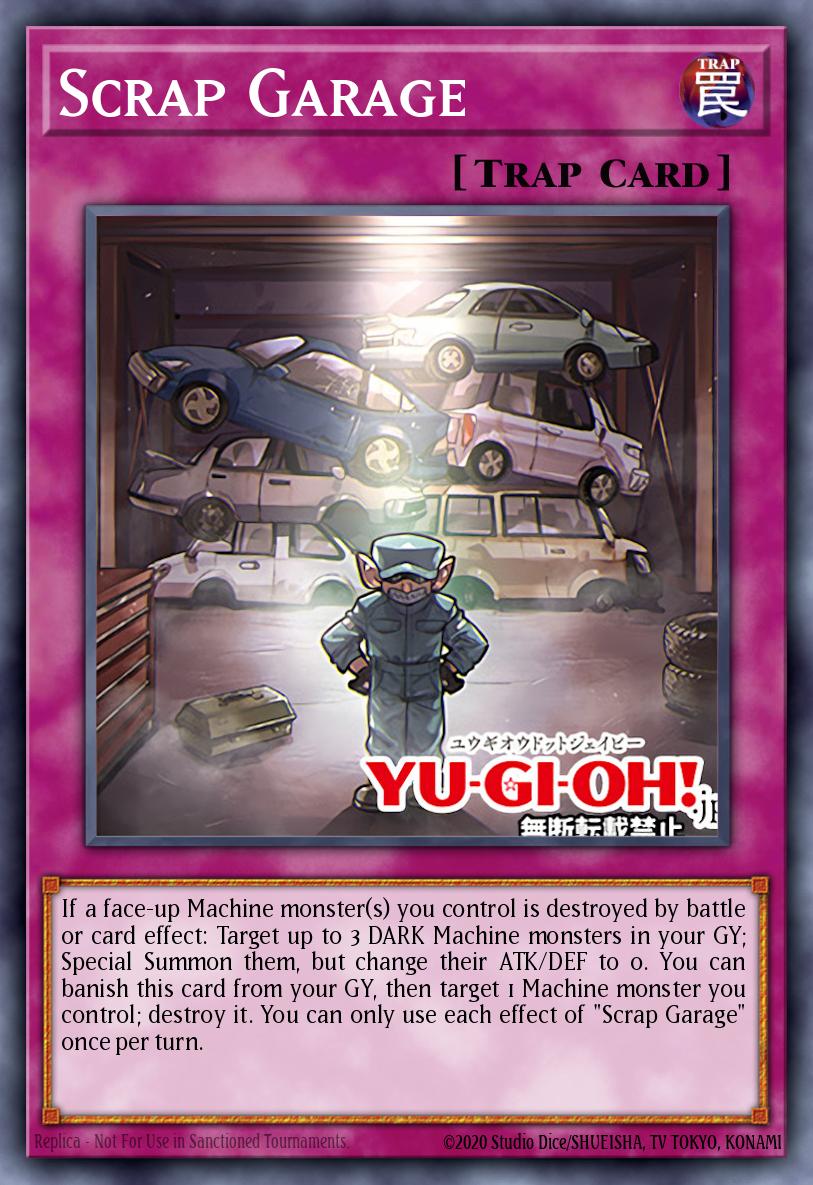 Scrap Garage
TRAP
罠
[Trap Card]
ユウギオウドットジェイピー
YU-GI-OH!
.jp
無断転載禁止
If a face-up Machine monster(s) you control is destroyed by battle
or card effect: Target up to 3 DARK Machine monsters in your GY;
Special Summon them, but change their ATK/DEF to 0. You can
banish this card from your GY, then target 1 Machine monster you
control; destroy it. You can only use each effect of "Scrap Garage"
once per turn.
Replica - Not For Use in Sanctioned Tournaments.
©2020 Studio Dice/SHUEISHA, TV TOKYO, KONAMI